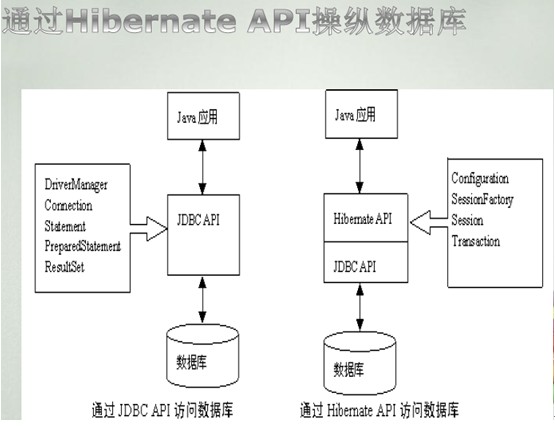 通过Hibernate API操纵数据库
Java 应用
DriverManager
Connection
Statement
PreparedStatement
ResultSet
JDBC API
数据库
通过 JDBC API 访问数据库
Java 应用
Hibernate API
JDBC API
Configuration
SessionFactory
Session
Transaction
数据库
通过 Hibernate API 访问数据库